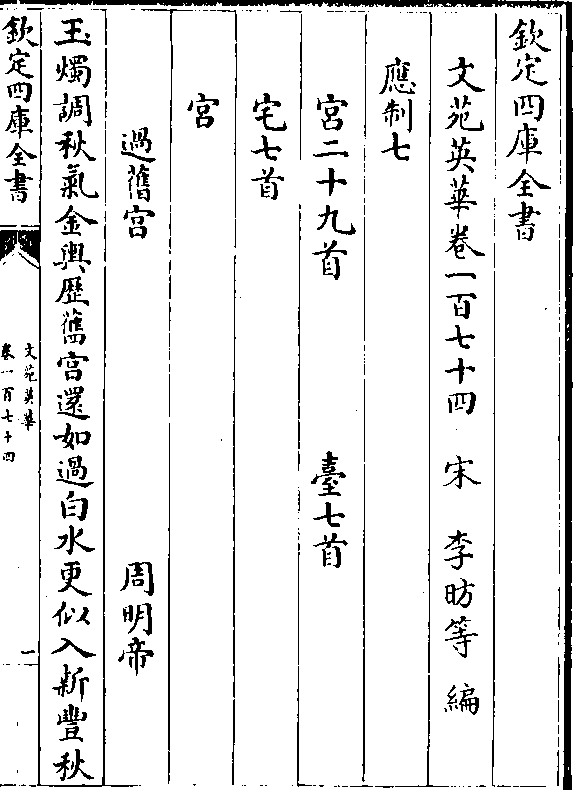 欽定四庫全書
文苑英華卷一百七十四　宋　李昉等　編
應制七
宮二十九首　臺七首
宅七首
宮
過舊宮　周明帝
玉燭調秋氣金輿歷舊宮還如過白水更似入新豐秋
欽定四庫全書
文苑英華
卷一百七十四
一